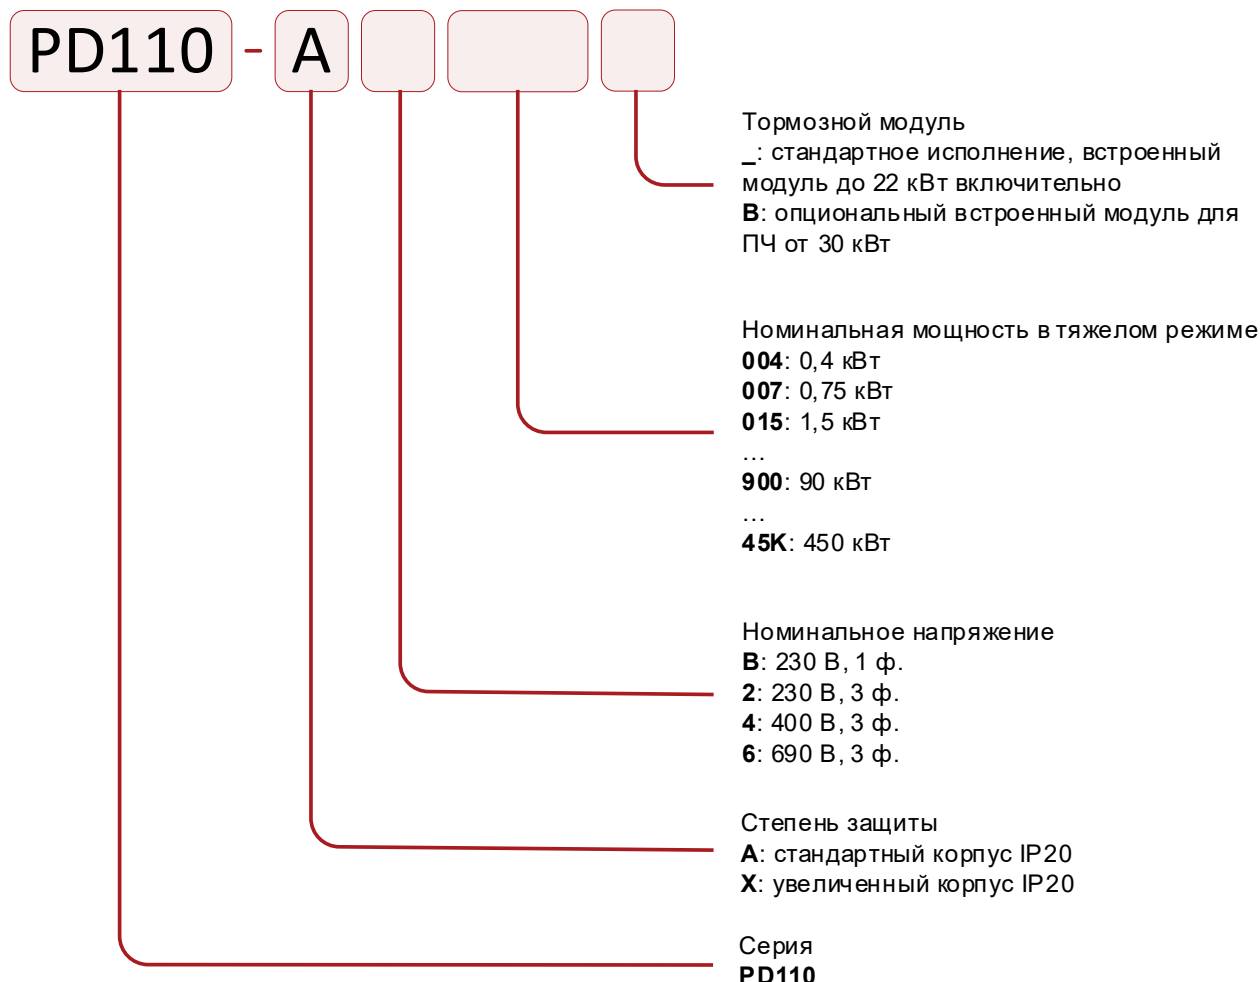 PD110 - A
Тормозной модуль
_: стандартное исполнение, встроенный
модуль до 22 кВт включительно
B: опциональный встроенный модуль для
ПЧ от 30 кВт
Номинальная мощность в тяжелом режиме
004: 0,4 кВт
007: 0,75 кВт
015: 1,5 кВт
...
900: 90 кВт
...
45K: 450 кВт
Номинальное напряжение
B: 230 В, 1 ф.
2: 230 В, 3 ф.
4: 400 В, 3 ф.
6: 690 В, 3 ф.
Степень защиты
A: стандартный корпус IP20
X: увеличенный корпус IP20
Серия
PD110